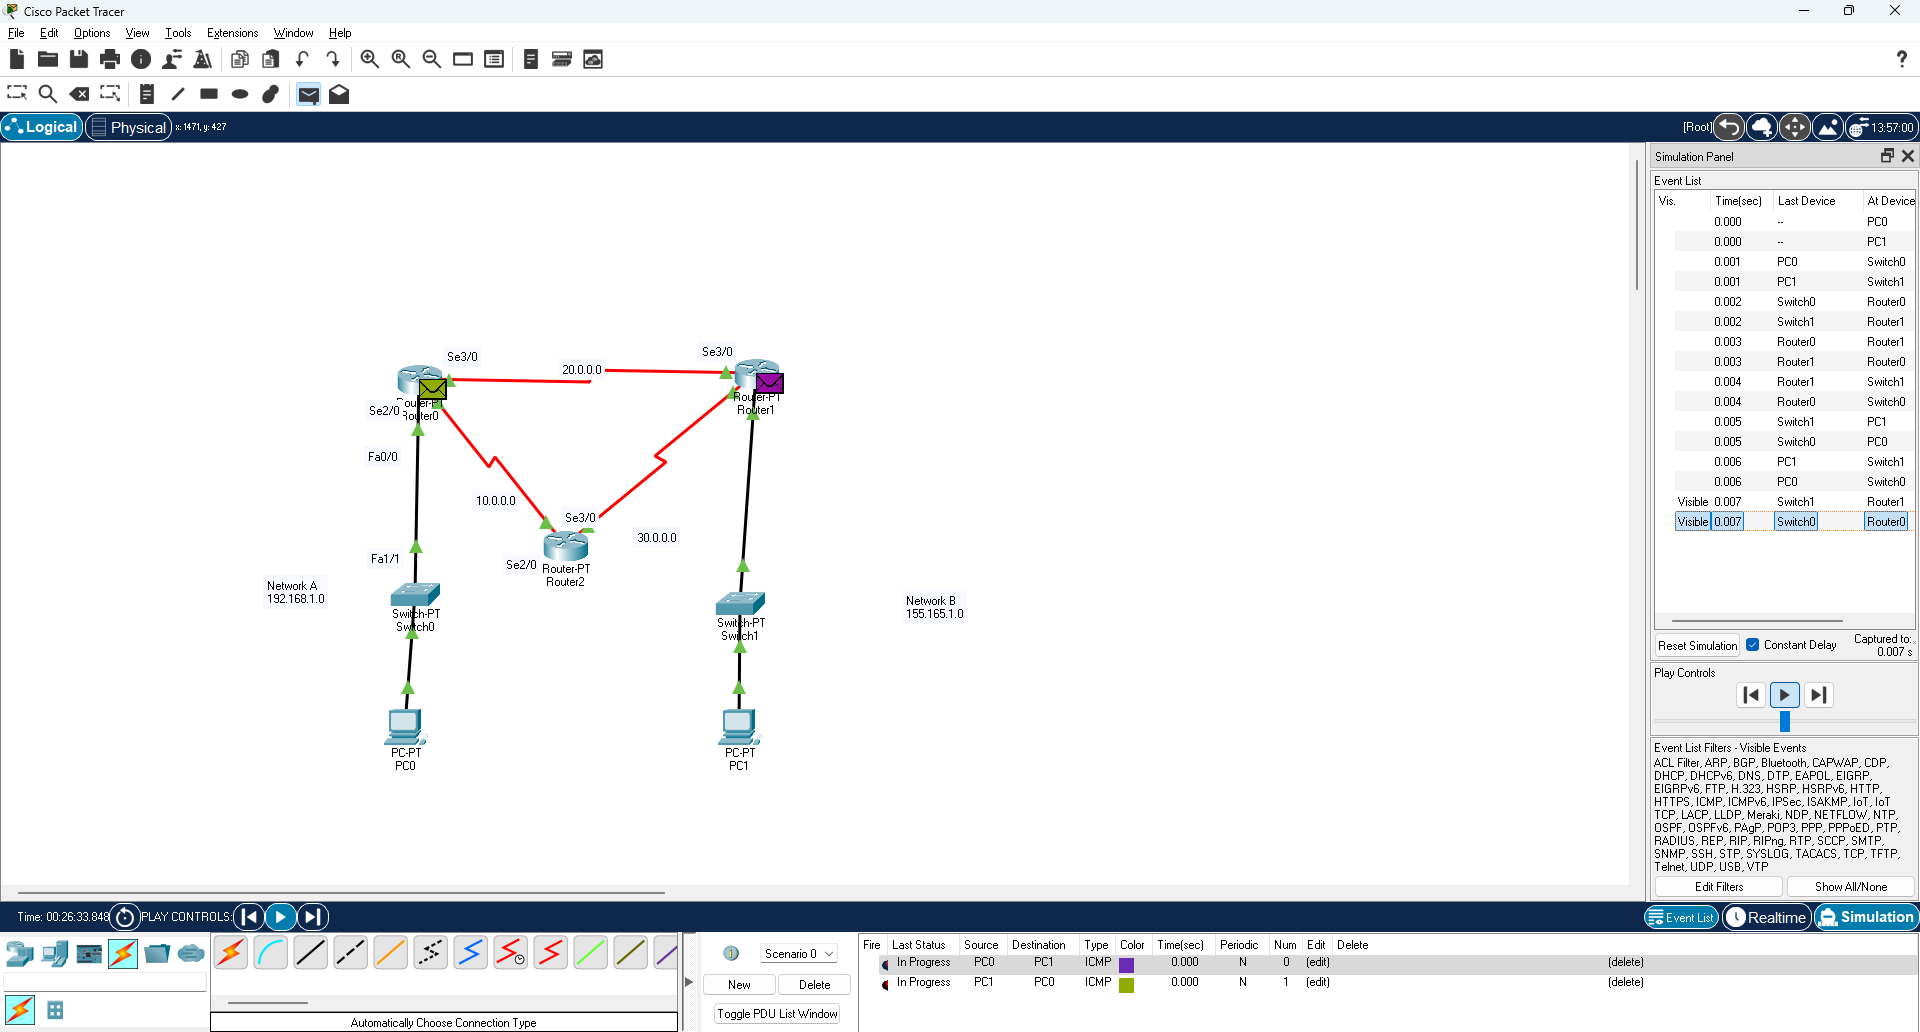 Cisco Packet Tracer
File Edit Options View Tools Extensions Window Help
Logical Physical x: 1471, y: 427 [Root] 13:57:00
Simulation Panel
Event List
Vis. Time(sec) Last Device At Device
0.000 -- PC0
0.000 -- PC1
0.001 PC0 Switch0
0.001 PC1 Switch1
0.002 Switch0 Router0
0.002 Switch1 Router1
0.003 Router0 Router1
0.003 Router1 Router0
0.004 Router1 Switch1
0.004 Router0 Switch0
0.005 Switch1 PC1
0.005 Switch0 PC0
0.006 PC1 Switch1
0.006 PC0 Switch0
Visible 0.007 Switch1 Router1
Visible 0.007 Switch0 Router0
Reset Simulation Constant Delay Captured to:
0.007 s
Play Controls
Event List Filters - Visible Events
ACL Filter, ARP, BGP, Bluetooth, CAPWAP, CDP,
DHCP, DHCPv6, DNS, DTP, EAPOL, EIGRP,
EIGRPv6, FTP, H.323, HSRP, HSRPv6, HTTP,
HTTPS, ICMP, ICMPv6, IPSec, ISAKMP, IoT, IoT
TCP, LACP, LLDP, Meraki, NDP, NETFLOW, NTP,
OSPF, OSPFv6, PAgP, POP3, PPP, PPPoED, PTP,
RADIUS, REP, RIP, RIPng, RTP, SCCP, SMTP,
SNMP, SSH, STP, SYSLOG, TACACS, TCP, TFTP,
Telnet, UDP, USB, VTP
Edit Filters Show All/None
Se3/0
20.0.0.0
Se3/0
Router-PT
Router1
Se2/0
Fa0/0
10.0.0.0
Se3/0
30.0.0.0
Fa1/1
Se2/0
Router-PT
Router2
Network A
192.168.1.0
Switch-PT
Switch0
Switch-PT
Switch1
Network B
155.165.1.0
PC-PT
PC0
PC-PT
PC1
Time: 00:26:33.848 PLAY CONTROLS: Event List Realtime Simulation
Scenario 0
New Delete
Toggle PDU List Window
Automatically Choose Connection Type
Fire Last Status Source Destination Type Color Time(sec) Periodic Num Edit Delete
In Progress PC0 PC1 ICMP 0.000 N 0 (edit) (delete)
In Progress PC1 PC0 ICMP 0.000 N 1 (edit) (delete)